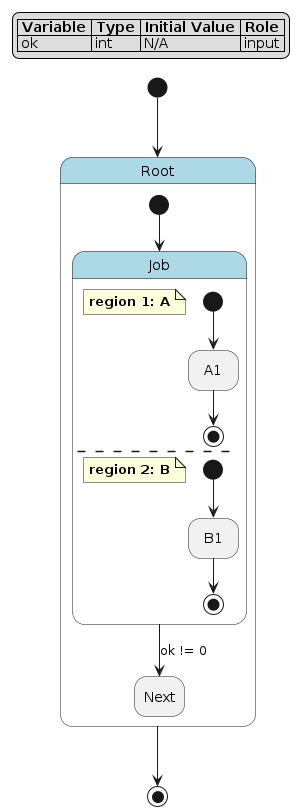 Variable Type Initial Value Role
ok int N/A input
Root
Job
region 1: A
A1
region 2: B
B1
ok != 0
Next